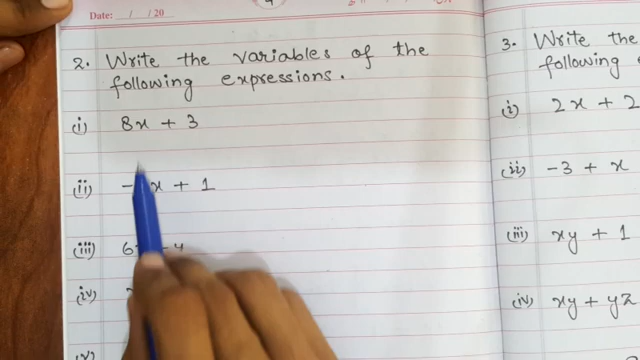 Date: / / 20
2. Write the variables of the
following expressions.
(i) 8x + 3
(ii) x + 1
(iii) 6
(iv)
(v)
3. Write the
following
(i) 2x + 2
(ii) -3 + x
(iii) xy + 1
(iv) xy + yz